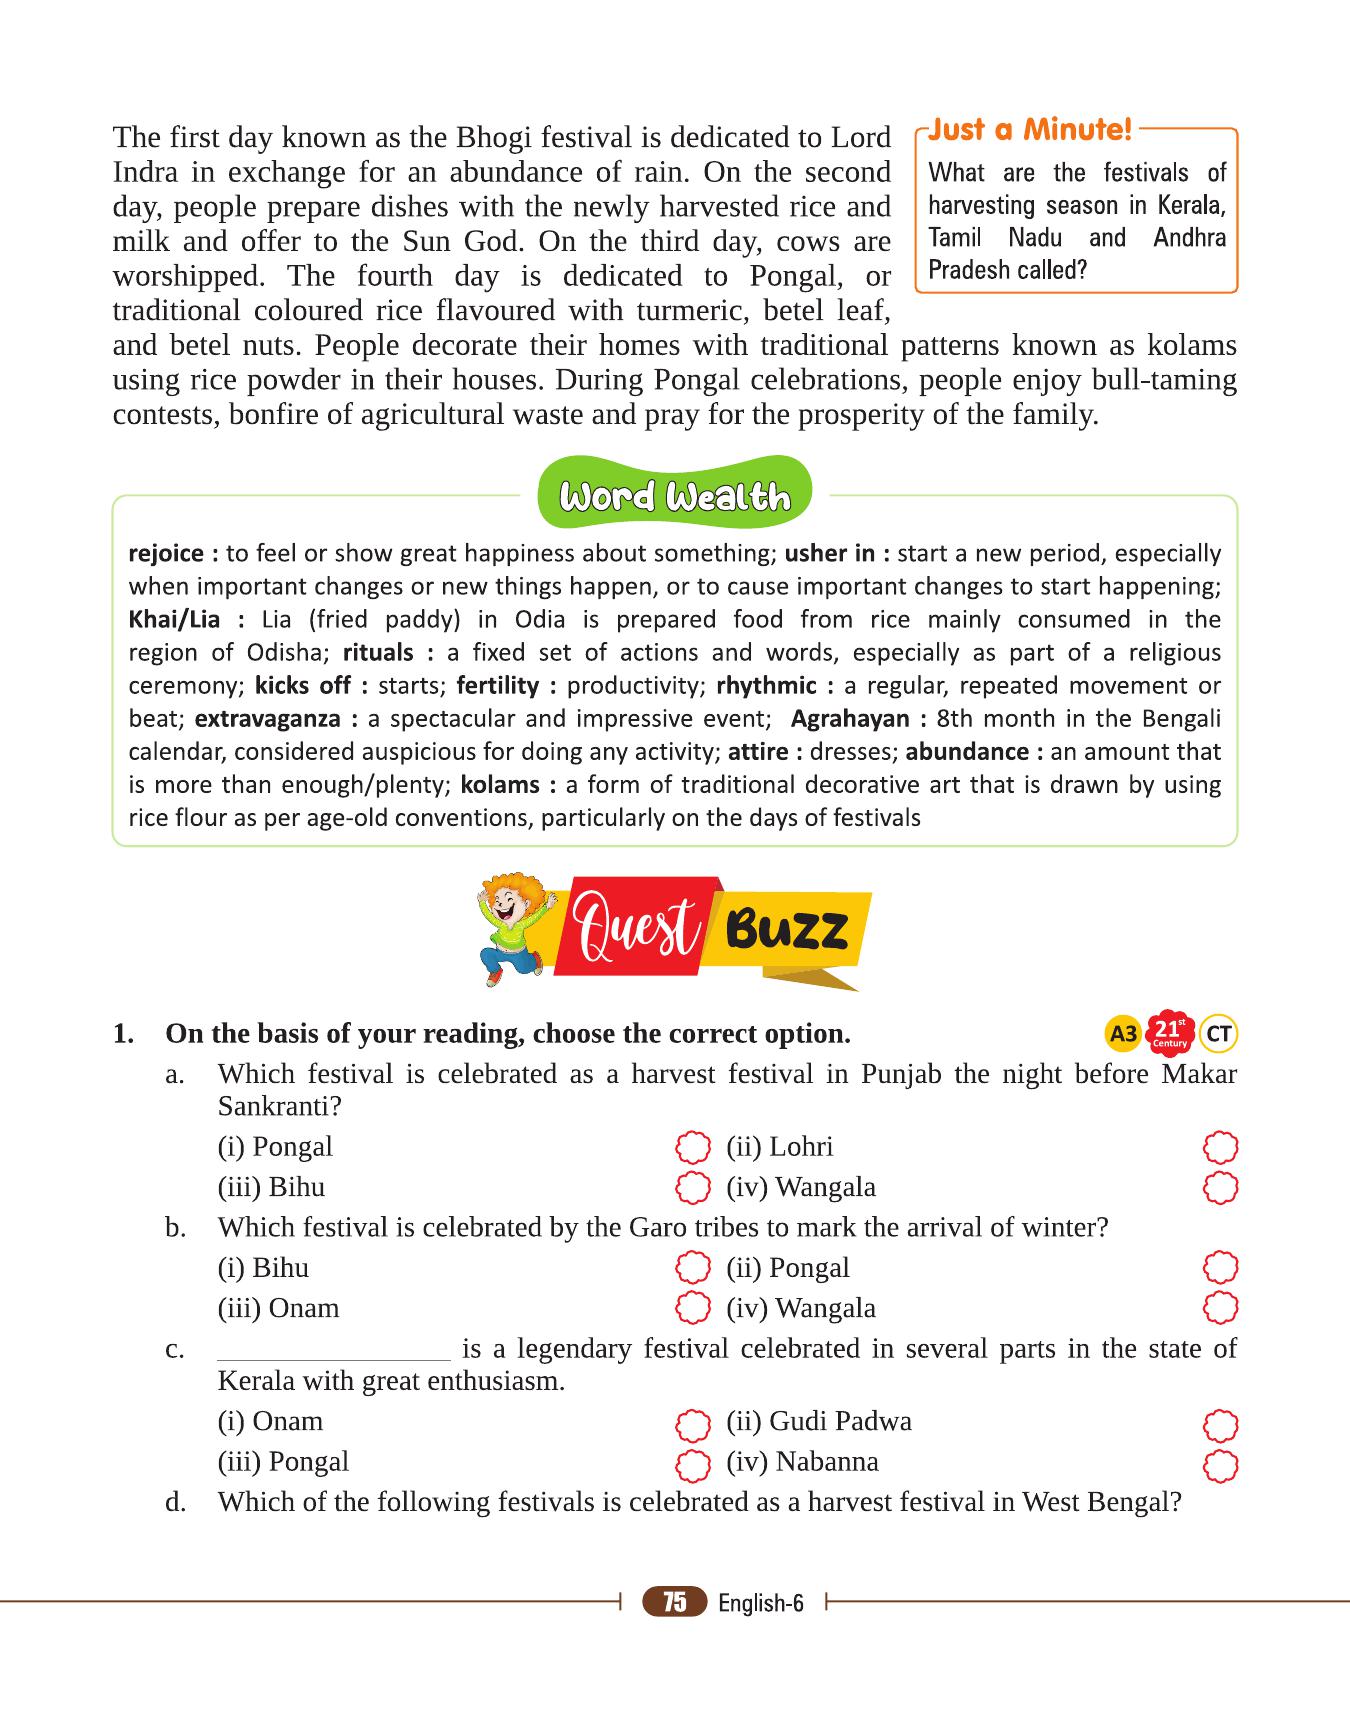 The first day known as the Bhogi festival is dedicated to Lord
Indra in exchange for an abundance of rain. On the second
day, people prepare dishes with the newly harvested rice and
milk and offer to the Sun God. On the third day, cows are
worshipped. The fourth day is dedicated to Pongal, or
traditional coloured rice flavoured with turmeric, betel leaf,
and betel nuts. People decorate their homes with traditional patterns known as kolams
using rice powder in their houses. During Pongal celebrations, people enjoy bull-taming
contests, bonfire of agricultural waste and pray for the prosperity of the family.
Just a Minute!
What are the festivals of
harvesting season in Kerala,
Tamil Nadu and Andhra
Pradesh called?
Word Wealth
rejoice : to feel or show great happiness about something; usher in : start a new period, especially
when important changes or new things happen, or to cause important changes to start happening;
Khai/Lia : Lia (fried paddy) in Odia is prepared food from rice mainly consumed in the
region of Odisha; rituals : a fixed set of actions and words, especially as part of a religious
ceremony; kicks off : starts; fertility : productivity; rhythmic : a regular, repeated movement or
beat; extravaganza : a spectacular and impressive event; Agrahayan : 8th month in the Bengali
calendar, considered auspicious for doing any activity; attire : dresses; abundance : an amount that
is more than enough/plenty; kolams : a form of traditional decorative art that is drawn by using
rice flour as per age-old conventions, particularly on the days of festivals
Quest Buzz
1. On the basis of your reading, choose the correct option. A3 21st Century CT
a. Which festival is celebrated as a harvest festival in Punjab the night before Makar
Sankranti?
(i) Pongal (ii) Lohri
(iii) Bihu (iv) Wangala
b. Which festival is celebrated by the Garo tribes to mark the arrival of winter?
(i) Bihu (ii) Pongal
(iii) Onam (iv) Wangala
c. ________________ is a legendary festival celebrated in several parts in the state of
Kerala with great enthusiasm.
(i) Onam (ii) Gudi Padwa
(iii) Pongal (iv) Nabanna
d. Which of the following festivals is celebrated as a harvest festival in West Bengal?
75 English-6